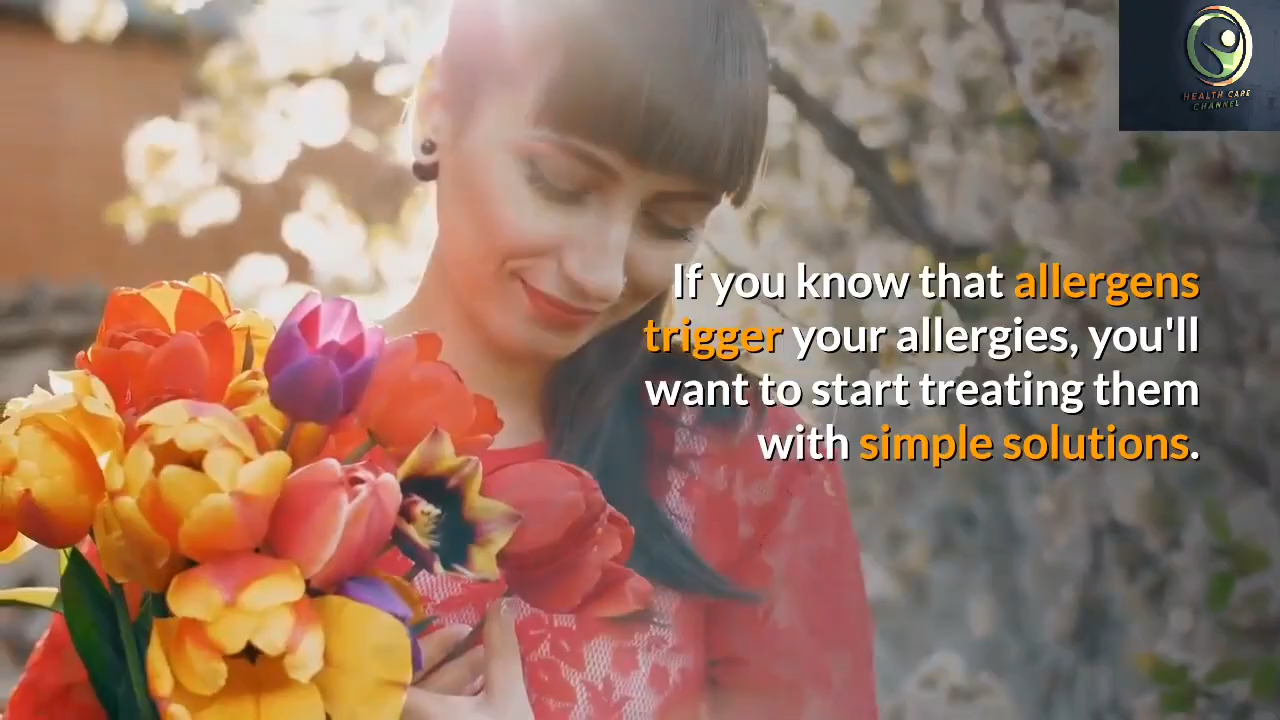 HEALTH CARE
CHANNEL
If you know that allergens
trigger your allergies, you'll
want to start treating them
with simple solutions.